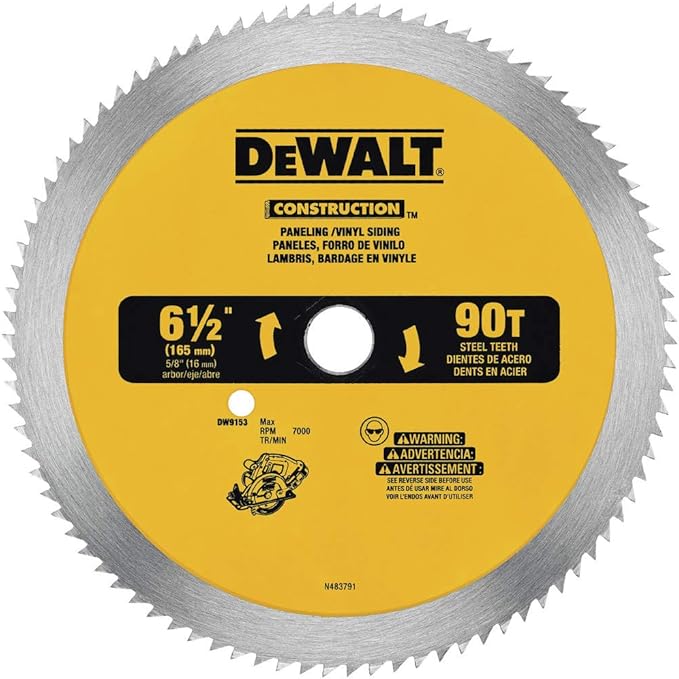 DEWALT®
CONSTRUCTION™
PANELING /VINYL SIDING
PANELES, FORRO DE VINILO
LAMBRIS, BARDAGE EN VINYLE
6½"
(165 mm)
5/8" (16 mm)
arbor/eje/abre
90T
STEEL TEETH
DIENTES DE ACERO
DENTS EN ACIER
DW9153
Max
RPM 7000
TR/MIN
WARNING:
ADVERTENCIA:
AVERTISSEMENT:
SEE REVERSE SIDE BEFORE USE
ANTES DE USAR MIRE AL DORSO
VOIR L'ENDOS AVANT D'UTILISER
N483791